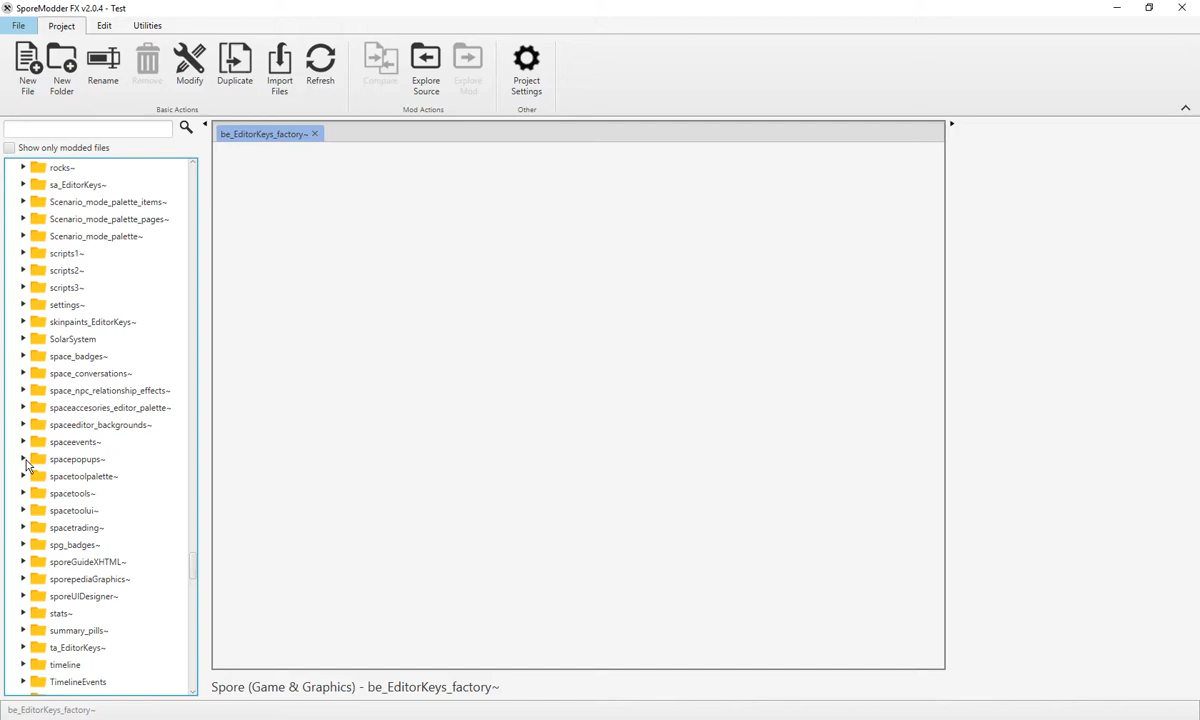 SporeModder FX v2.0.4 - Test
File
Project
Edit
Utilities
New
File
New
Folder
Rename
Remove
Modify
Duplicate
Import
Files
Refresh
Compare
Explore
Source
Explore
Mod
Project
Settings
Basic Actions
Mod Actions
Other
Show only modded files
be_EditorKeys_factory~
rocks~
sa_EditorKeys~
Scenario_mode_palette_items~
Scenario_mode_palette_pages~
Scenario_mode_palette~
scripts1~
scripts2~
scripts3~
settings~
skinpaints_EditorKeys~
SolarSystem
space_badges~
space_conversations~
space_npc_relationship_effects~
spaceaccesories_editor_palette~
spaceeditor_backgrounds~
spaceevents~
spacepopups~
spacetoolpalette~
spacetools~
spacetoolui~
spacetrading~
spg_badges~
sporeGuideXHTML~
sporepediaGraphics~
sporeUIDesigner~
stats~
summary_pills~
ta_EditorKeys~
timeline
TimelineEvents
Spore (Game & Graphics) - be_EditorKeys_factory~
be_EditorKeys_factory~